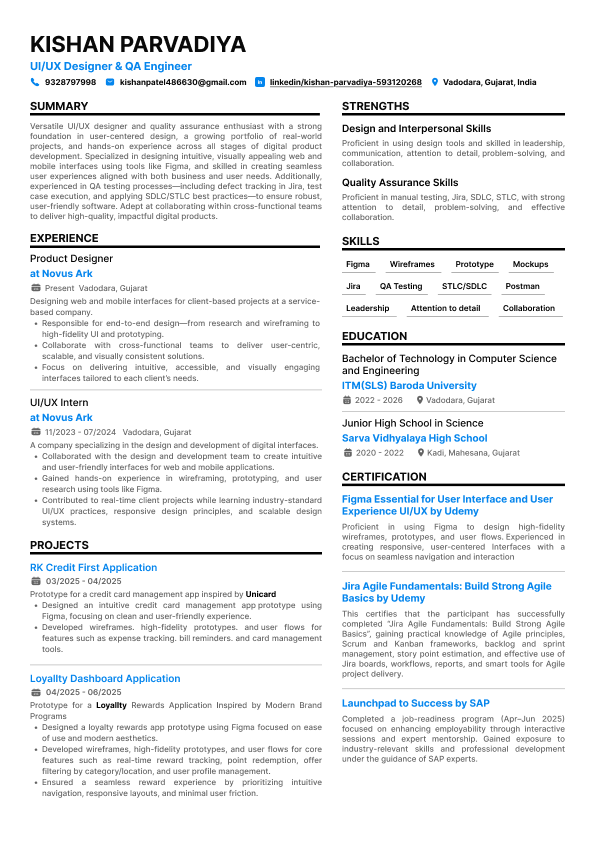 KISHAN PARVADIYA
UI/UX Designer & QA Engineer
9328797998 kishanpatel486630@gmail.com in linkedin/kishan-parvadiya-593120268 Vadodara, Gujarat, India
SUMMARY
Versatile UI/UX designer and quality assurance enthusiast with a strong
foundation in user-centered design, a growing portfolio of real-world
projects, and hands-on experience across all stages of digital product
development. Specialized in designing intuitive, visually appealing web and
mobile interfaces using tools like Figma, and skilled in creating seamless
user experiences aligned with both business and user needs. Additionally,
experienced in QA testing processes—including defect tracking in Jira, test
case execution, and applying SDLC/STLC best practices—to ensure robust,
user-friendly software. Adept at collaborating within cross-functional teams
to deliver high-quality, impactful digital products.
EXPERIENCE
Product Designer
at Novus Ark
Present Vadodara, Gujarat
Designing web and mobile interfaces for client-based projects at a service-
based company.
• Responsible for end-to-end design—from research and wireframing to
high-fidelity UI and prototyping.
• Collaborate with cross-functional teams to deliver user-centric,
scalable, and visually consistent solutions.
• Focus on delivering intuitive, accessible, and visually engaging
interfaces tailored to each client's needs.
UI/UX Intern
at Novus Ark
11/2023 - 07/2024 Vadodara, Gujarat
A company specializing in the design and development of digital interfaces.
• Collaborated with the design and development team to create intuitive
and user-friendly interfaces for web and mobile applications.
• Gained hands-on experience in wireframing, prototyping, and user
research using tools like Figma.
• Contributed to real-time client projects while learning industry-standard
UI/UX practices, responsive design principles, and scalable design
systems.
PROJECTS
RK Credit First Application
03/2025 - 04/2025
Prototype for a credit card management app inspired by Unicard
• Designed an intuitive credit card management app prototype using
Figma, focusing on clean and user-friendly experience.
• Developed wireframes. high-fidelity prototypes. and user flows for
features such as expense tracking. bill reminders. and card management
tools.
Loyallty Dashboard Application
04/2025 - 06/2025
Prototype for a Loyallty Rewards Application Inspired by Modern Brand
Programs
• Designed a loyalty rewards app prototype using Figma focused on ease
of use and modern aesthetics.
• Developed wireframes, high-fidelity prototypes, and user flows for core
features such as real-time reward tracking, point redemption, offer
filtering by category/location, and user profile management.
• Ensured a seamless reward experience by prioritizing intuitive
navigation, responsive layouts, and minimal user friction.
STRENGTHS
Design and Interpersonal Skills
Proficient in using design tools and skilled in leadership,
communication, attention to detail, problem-solving, and
collaboration.
Quality Assurance Skills
Proficient in manual testing, Jira, SDLC, STLC, with strong
attention to detail, problem-solving, and effective
collaboration.
SKILLS
Figma Wireframes Prototype Mockups
Jira QA Testing STLC/SDLC Postman
Leadership Attention to detail Collaboration
EDUCATION
Bachelor of Technology in Computer Science
and Engineering
ITM(SLS) Baroda University
2022 - 2026 Vadodara, Gujarat
Junior High School in Science
Sarva Vidhyalaya High School
2020 - 2022 Kadi, Mahesana, Gujarat
CERTIFICATION
Figma Essential for User Interface and User
Experience UI/UX by Udemy
Proficient in using Figma to design high-fidelity
wireframes, prototypes, and user flows. Experienced in
creating responsive, user-centered Interfaces with a
focus on seamless navigation and interaction
Jira Agile Fundamentals: Build Strong Agile
Basics by Udemy
This certifies that the participant has successfully
completed "Jira Agile Fundamentals: Build Strong Agile
Basics", gaining practical knowledge of Agile principles,
Scrum and Kanban frameworks, backlog and sprint
management, story point estimation, and effective use of
Jira boards, workflows, reports, and smart tools for Agile
project delivery.
Launchpad to Success by SAP
Completed a job-readiness program (Apr–Jun 2025)
focused on enhancing employability through interactive
sessions and expert mentorship. Gained exposure to
industry-relevant skills and professional development
under the guidance of SAP experts.